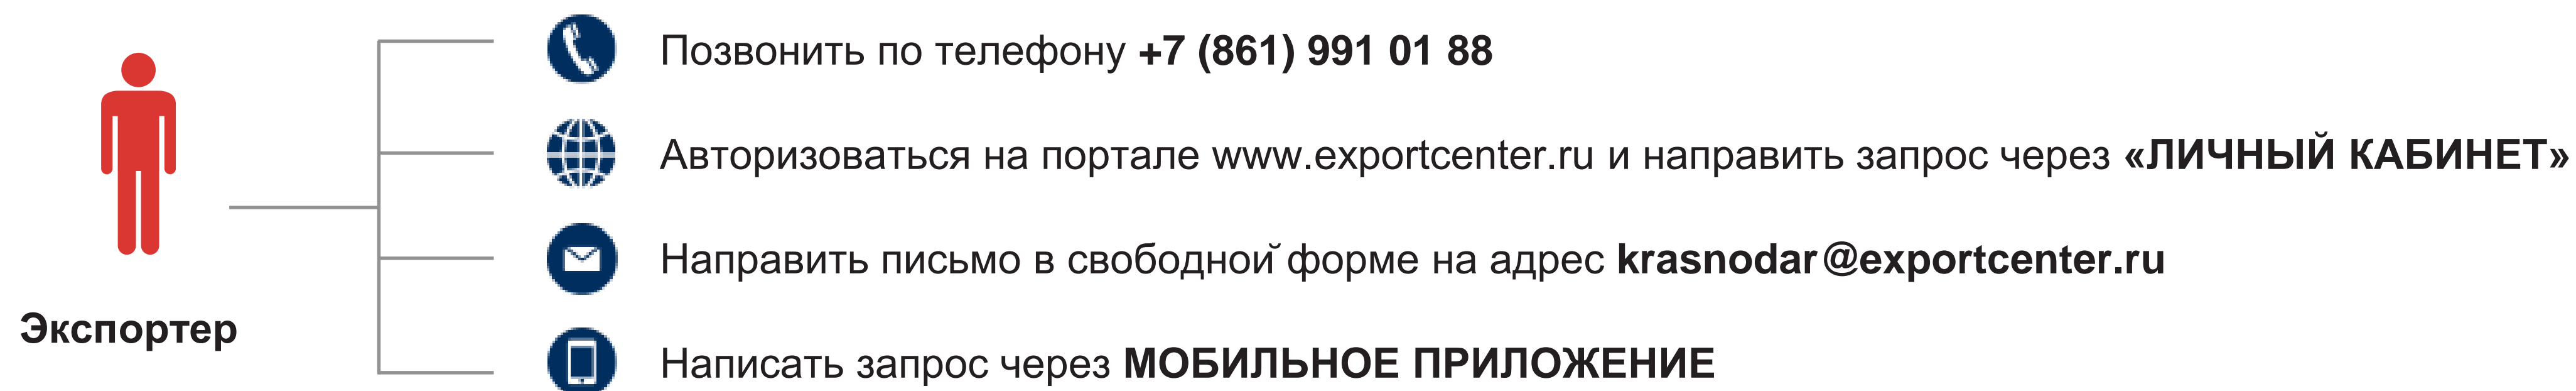 Позвонить по телефону +7 (861) 991 01 88
Авторизоваться на портале www.exportcenter.ru и направить запрос через «ЛИЧНЫЙ КАБИНЕТ»
Направить письмо в свободной форме на адрес krasnodar@exportcenter.ru
Экспортер
Написать запрос через МОБИЛЬНОЕ ПРИЛОЖЕНИЕ